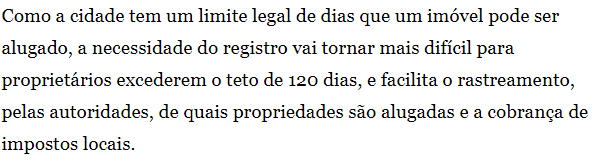 Como a cidade tem um limite legal de dias que um imóvel pode ser
alugado, a necessidade do registro vai tornar mais difícil para
proprietários excederem o teto de 120 dias, e facilita o rastreamento,
pelas autoridades, de quais propriedades são alugadas e a cobrança de
impostos locais.